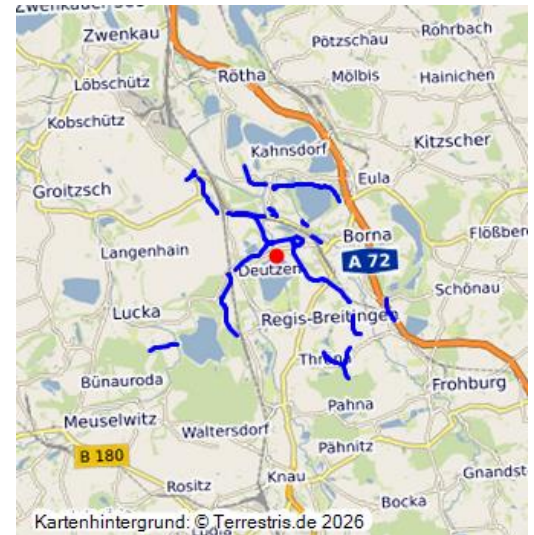 Zwenkau
Rohrbach
Pötzschau
Löbschütz
Rötha
Mölbis
Hainichen
Kobschütz
Kitzscher
Kahnsdorf
Eula
Groitzsch
Borna
Flößberg
Langenhain
A 72
Deutzen
Schönau
Lucka
Regis-Breitingen
Thräna
Bünauroda
Frohburg
Pahna
Meuselwitz
Waltersdorf
Pähnitz
B 180
Knau
Gnandst
Rositz
Bocka
Kartenhintergrund: © Terrestris.de 2026